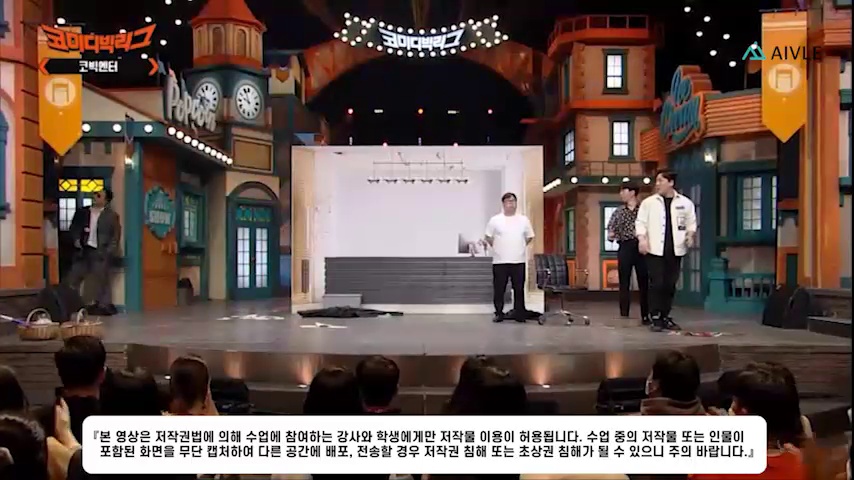 코미디빅리그
코빅엔터
코미디빅리그
AIVLE
Popcorn
Ice Cream
『본 영상은 저작권법에 의해 수업에 참여하는 강사와 학생에게만 저작물 이용이 허용됩니다. 수업 중의 저작물 또는 인물이
포함된 화면을 무단 캡처하여 다른 공간에 배포, 전송할 경우 저작권 침해 또는 초상권 침해가 될 수 있으니 주의 바랍니다.』